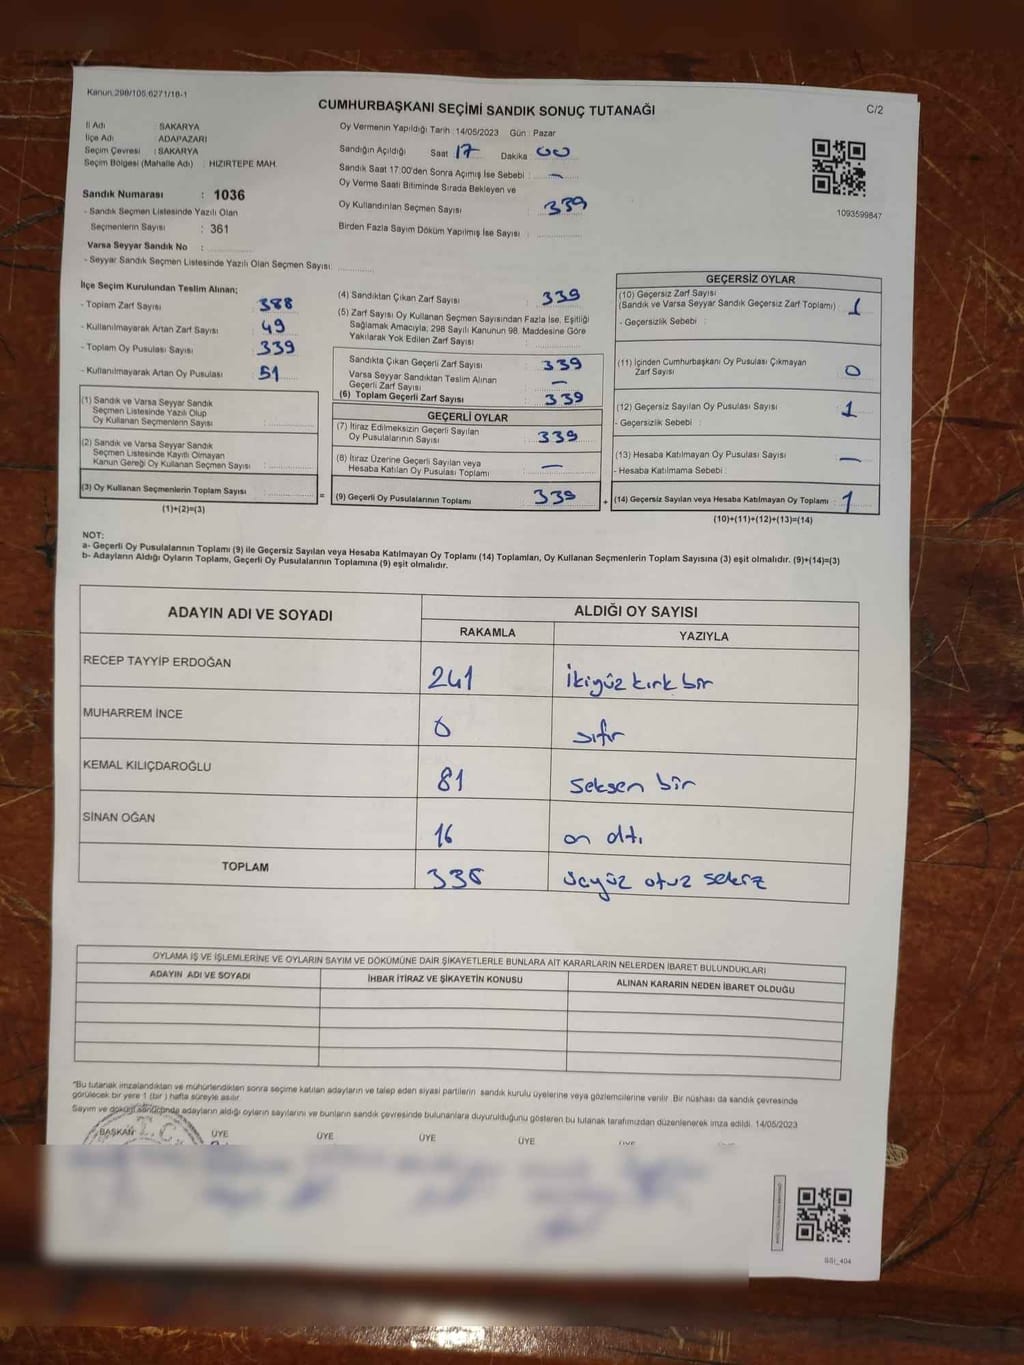 Kanun 298/105,6271/18-1
CUMHURBAŞKANI SEÇİMİ SANDIK SONUÇ TUTANAĞI
C/2
İl Adı : SAKARYA
İlçe Adı : ADAPAZARI
Seçim Çevresi : SAKARYA
Seçim Bölgesi (Mahalle Adı) : HIZIRTEPE MAH.
Sandık Numarası : 1036
- Sandık Seçmen Listesinde Yazılı Olan
Seçmenlerin Sayısı : 361
Varsa Seyyar Sandık No :
- Seyyar Sandık Seçmen Listesinde Yazılı Olan Seçmen Sayısı:
Oy Vermenin Yapıldığı Tarih : 14/05/2023 Gün : Pazar
Sandığın Açıldığı Saat 17 Dakika 00
Sandık Saat 17:00'den Sonra Açımış İse Sebebi : -
Oy Verme Saati Bitiminde Sırada Bekleyen ve
Oy Kullandırılan Seçmen Sayısı : 339
Birden Fazla Sayım Döküm Yapılmış İse Sayısı :
1093599847
İlçe Seçim Kurulundan Teslim Alınan;
- Toplam Zarf Sayısı : 388
- Kullanılmayarak Artan Zarf Sayısı : 49
- Toplam Oy Pusulası Sayısı : 339
- Kullanılmayarak Artan Oy Pusulası : 51
(1) Sandık ve Varsa Seyyar Sandık
Seçmen Listesinde Yazılı Olup
Oy Kullanan Seçmenlerin Sayısı :
(2) Sandık ve Varsa Seyyar Sandık
Seçmen Listesinde Kayıtlı Olmayan
Kanun Gereği Oy Kullanan Seçmen Sayısı :
(3) Oy Kullanan Seçmenlerin Toplam Sayısı :
(1)+(2)=(3)
(4) Sandıktan Çıkan Zarf Sayısı : 339
(5) Zarf Sayısı Oy Kullanan Seçmen Sayısından Fazla İse, Eşitliği
Sağlamak Amacıyla; 298 Sayılı Kanunun 98. Maddesine Göre
Yakılarak Yok Edilen Zarf Sayısı :
Sandıkta Çıkan Geçerli Zarf Sayısı : 339
Varsa Seyyar Sandıktan Teslim Alınan
Geçerli Zarf Sayısı : -
(6) Toplam Geçerli Zarf Sayısı : 339
GEÇERLİ OYLAR
(7) İtiraz Edilmeksizin Geçerli Sayılan
Oy Pusulalarının Sayısı : 339
(8) İtiraz Üzerine Geçerli Sayılan veya
Hesaba Katılan Oy Pusulası Toplamı : -
= (9) Geçerli Oy Pusulalarının Toplamı : 339
GEÇERSİZ OYLAR
(10) Geçersiz Zarf Sayısı
(Sandık ve Varsa Seyyar Sandık Geçersiz Zarf Toplamı) : 1
- Geçersizlik Sebebi :
(11) İçinden Cumhurbaşkanı Oy Pusulası Çıkmayan
Zarf Sayısı : 0
(12) Geçersiz Sayılan Oy Pusulası Sayısı : 1
- Geçersizlik Sebebi :
(13) Hesaba Katılmayan Oy Pusulası Sayısı : -
- Hesaba Katılmama Sebebi :
+ (14) Geçersiz Sayılan veya Hesaba Katılmayan Oy Toplamı : 1
(10)+(11)+(12)+(13)=(14)
NOT:
a- Geçerli Oy Pusulalarının Toplamı (9) ile Geçersiz Sayılan veya Hesaba Katılmayan Oy Toplamı (14) Toplamları, Oy Kullanan Seçmenlerin Toplam Sayısına (3) eşit olmalıdır. (9)+(14)=(3)
b- Adayların Aldığı Oyların Toplamı, Geçerli Oy Pusulalarının Toplamına (9) eşit olmalıdır.
ADAYIN ADI VE SOYADI ALDIĞI OY SAYISI
RAKAMLA YAZIYLA
RECEP TAYYİP ERDOĞAN 241 İkiyüz kırk bir
MUHARREM İNCE 0 sıfır
KEMAL KILIÇDAROĞLU 81 Seksen bir
SİNAN OĞAN 16 on altı
TOPLAM 338 üçyüz otuz sekiz
OYLAMA İŞ VE İŞLEMLERİNE VE OYLARIN SAYIM VE DÖKÜMÜNE DAİR ŞİKAYETLERLE BUNLARA AİT KARARLARIN NELERDEN İBARET BULUNDUKLARI
ADAYIN ADI VE SOYADI İHBAR İTİRAZ VE ŞİKAYETİN KONUSU ALINAN KARARIN NEDEN İBARET OLDUĞU
"Bu tutanak imzalandıktan ve mühürlendikten sonra seçime katılan adayların ve talep eden siyasi partilerin sandık kurulu üyelerine veya gözlemcilerine verilir. Bir nüshası da sandık çevresinde
görülecek bir yere 1 (bir) hafta süreyle asılır.
Sayım ve döküm sonucunda adayların aldığı oyların sayılarını ve bunların sandık çevresinde bulunanlara duyurulduğunu gösteren bu tutanak tarafımızdan düzenlenerek imza edildi. 14/05/2023
BAŞKAN ÜYE ÜYE ÜYE ÜYE ÜYE
T.C.
SSI_404